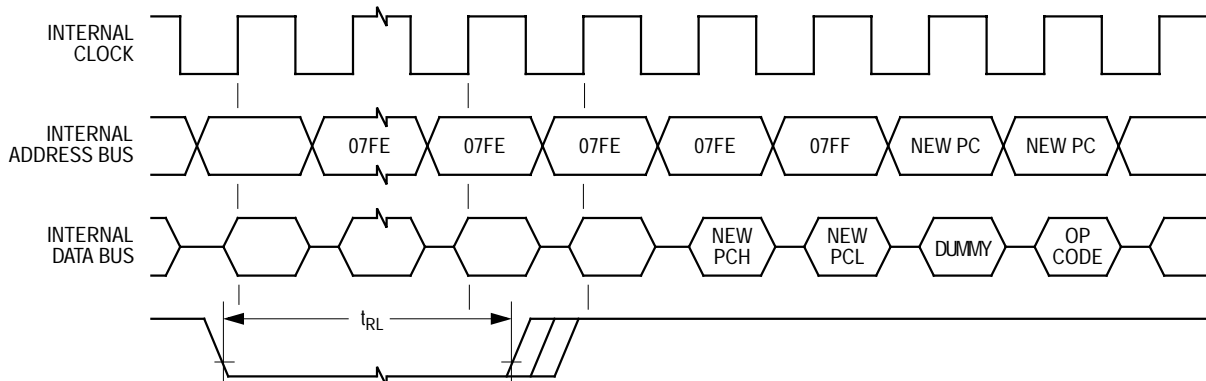 INTERNAL
CLOCK
INTERNAL
ADDRESS BUS
07FE
07FE
07FE
07FE
07FF
NEW PC
NEW PC
INTERNAL
DATA BUS
NEW
PCH
NEW
PCL
DUMMY
OP
CODE
tRL